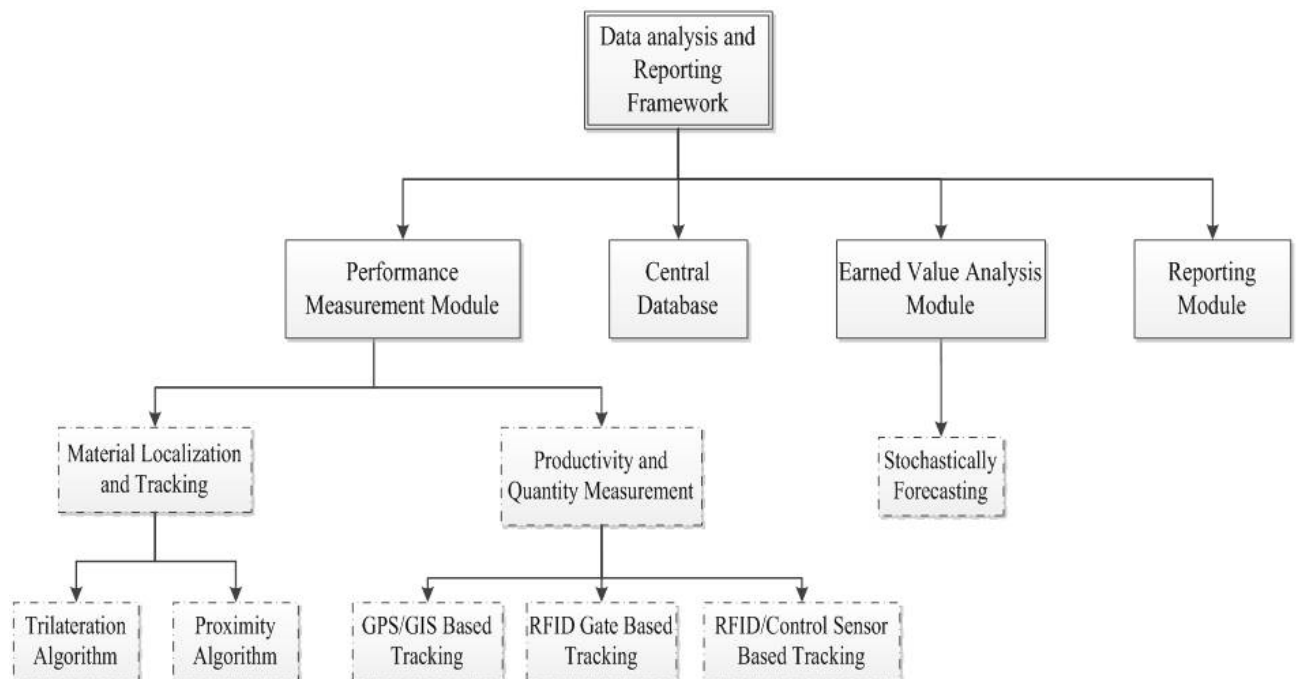 Data analysis and
Reporting
Framework
Performance
Measurement Module
Central
Database
Earned Value Analysis
Module
Reporting
Module
Material Localization
and Tracking
Productivity and
Quantity Measurement
Stochastically
Forecasting
Trilateration
Algorithm
Proximity
Algorithm
GPS/GIS Based
Tracking
RFID Gate Based
Tracking
RFID/Control Sensor
Based Tracking